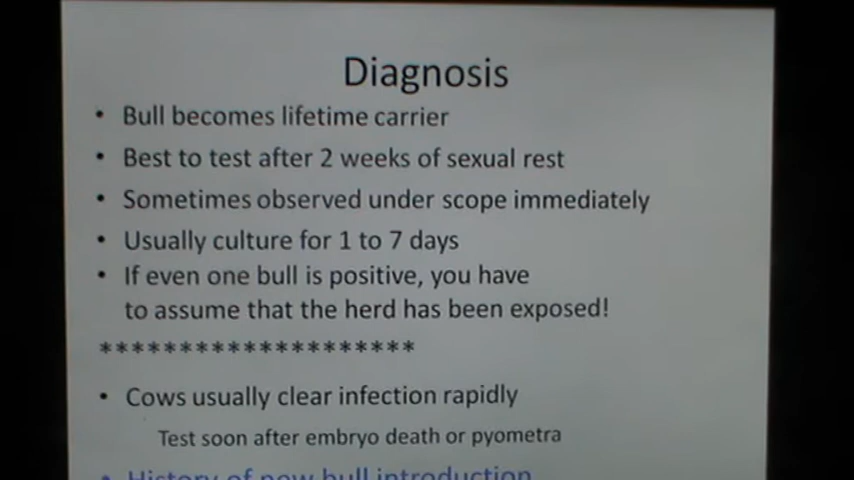 Diagnosis
• Bull becomes lifetime carrier
• Best to test after 2 weeks of sexual rest
• Sometimes observed under scope immediately
• Usually culture for 1 to 7 days
• If even one bull is positive, you have
to assume that the herd has been exposed!
********************
• Cows usually clear infection rapidly
Test soon after embryo death or pyometra
• History of new bull introduction